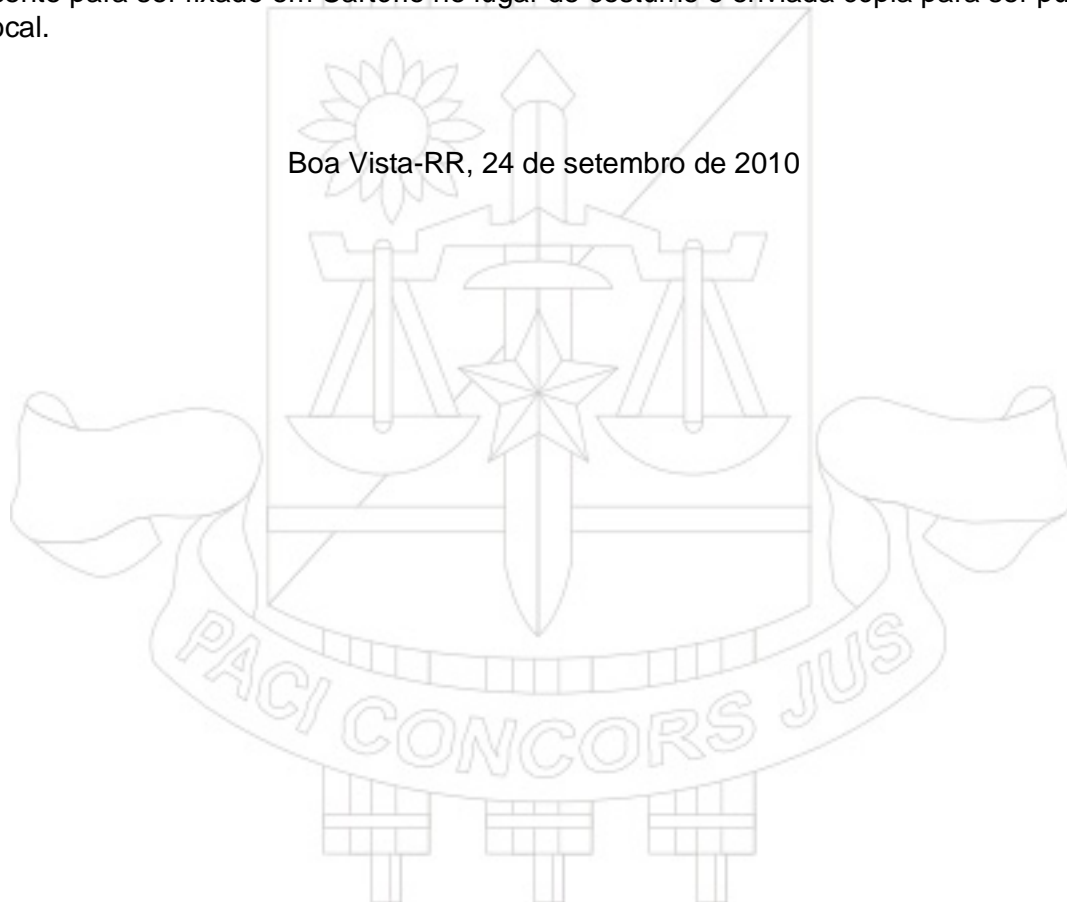 para ser fixado em Cartório no lugar de costume e enviada cópia para ser
Boa Vista-RR, 24 de setembro de 2010
PACI CONCORS JUS